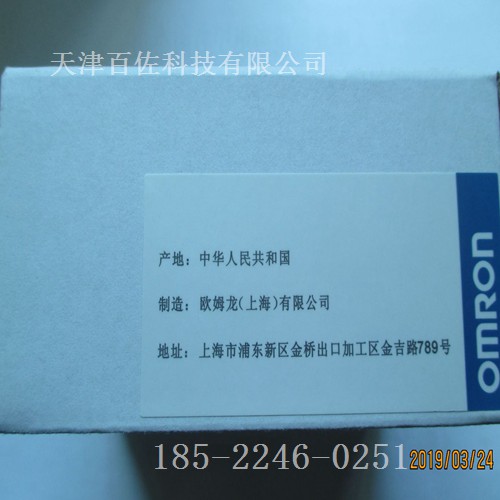 天津百佐科技有限公司
产地：中华人民共和国
制造：欧姆龙（上海）有限公司
地址：上海市浦东新区金桥出口加工区金吉路789号
OMRON
185-2246-0251
2019/03/24